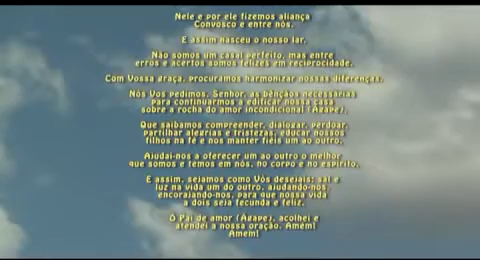 Nele e por ele fizemos aliança
Convosco e entre nós.
E assim nasceu o nosso lar.
Não somos um casal perfeito, mas entre
erros e acertos somos felizes em reciprocidade.
Com Vossa graça, procuramos harmonizar nossas diferenças.
Nós Vos pedimos, Senhor, as bênçãos necessárias
para continuarmos a edificar nossa casa
sobre a rocha do amor incondicional (Ágape).
Que saibamos compreender, dialogar, perdoar,
partilhar alegrias e tristezas, educar nossos
filhos na fé e nos manter fiéis um ao outro.
Ajudai-nos a oferecer um ao outro o melhor
que somos e temos em nós, no corpo e no espírito.
E assim, sejamos como Vós desejais: sal e
luz na vida um do outro, ajudando-nos,
encorajando-nos, para que nossa vida
a dois seja fecunda e feliz.
Ó Pai de amor (Ágape), acolhei e
atendei a nossa oração. Amém!
Amém!